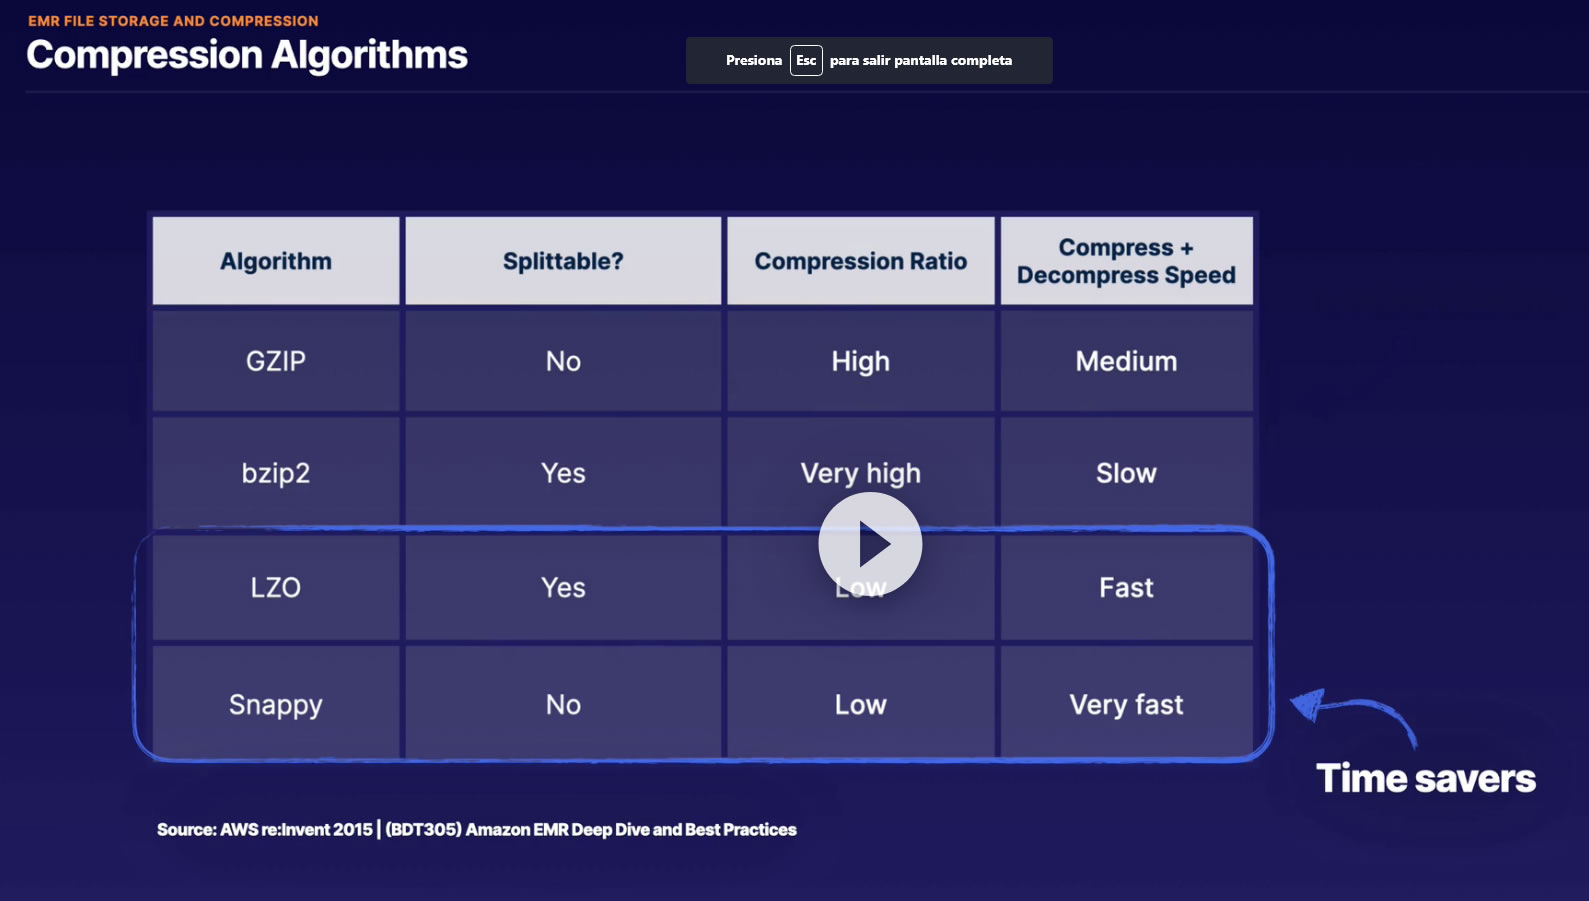 EMR FILE STORAGE AND COMPRESSION
Compression Algorithms
Presiona Esc para salir pantalla completa
Algorithm Splittable? Compression Ratio Compress +
Decompress Speed
GZIP No High Medium
bzip2 Yes Very high Slow
LZO Yes Low Fast
Snappy No Low Very fast
Time savers
Source: AWS re:Invent 2015 | (BDT305) Amazon EMR Deep Dive and Best Practices